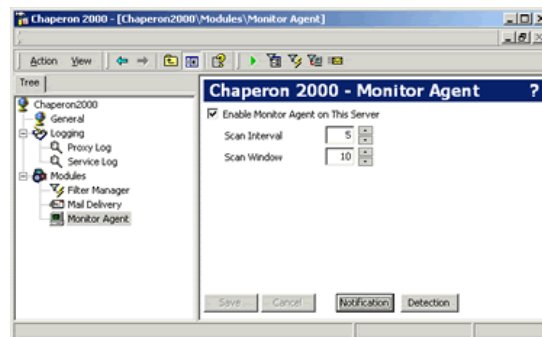 Chaperon 2000 - [Chaperon2000\Modules\Monitor Agent]
Action View
Tree
Chaperon2000
General
Logging
Proxy Log
Service Log
Modules
Filter Manager
Mail Delivery
Monitor Agent
Chaperon 2000 - Monitor Agent ?
Enable Monitor Agent on This Server
Scan Interval 5
Scan Window 10
Save Cancel Notification Detection